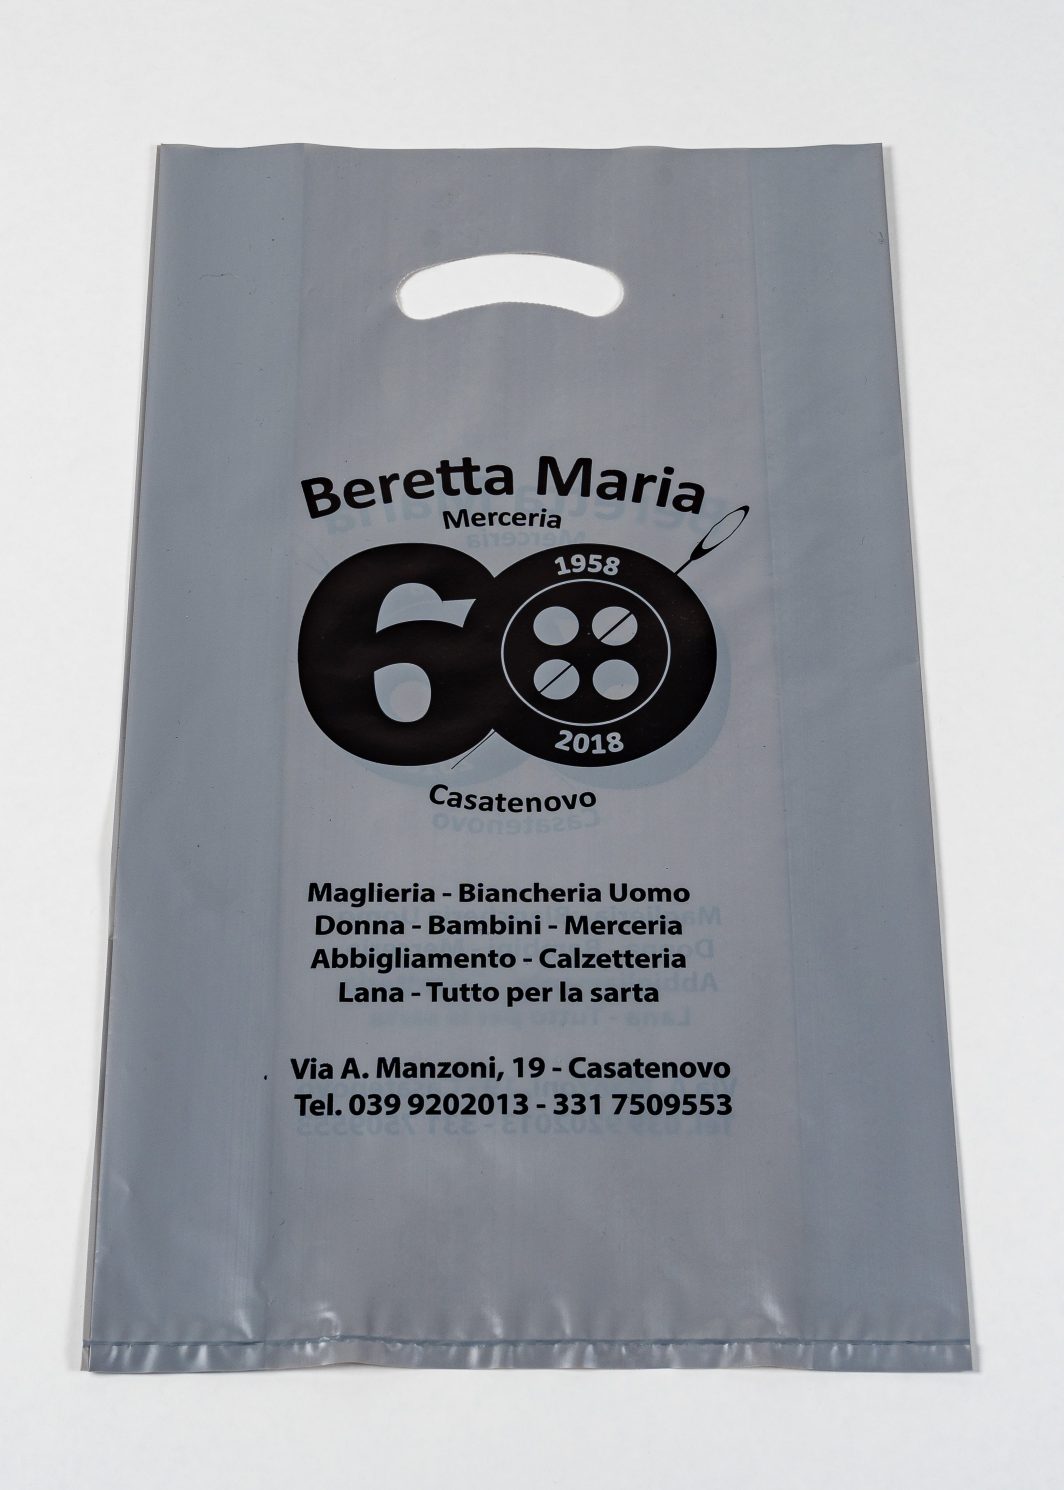 Beretta Maria
Merceria
60
1958
2018
Casatenovo
Maglieria - Biancheria Uomo
Donna - Bambini - Merceria
Abbigliamento - Calzetteria
Lana - Tutto per la sarta
Via A. Manzoni, 19 - Casatenovo
Tel. 039 9202013 - 331 7509553